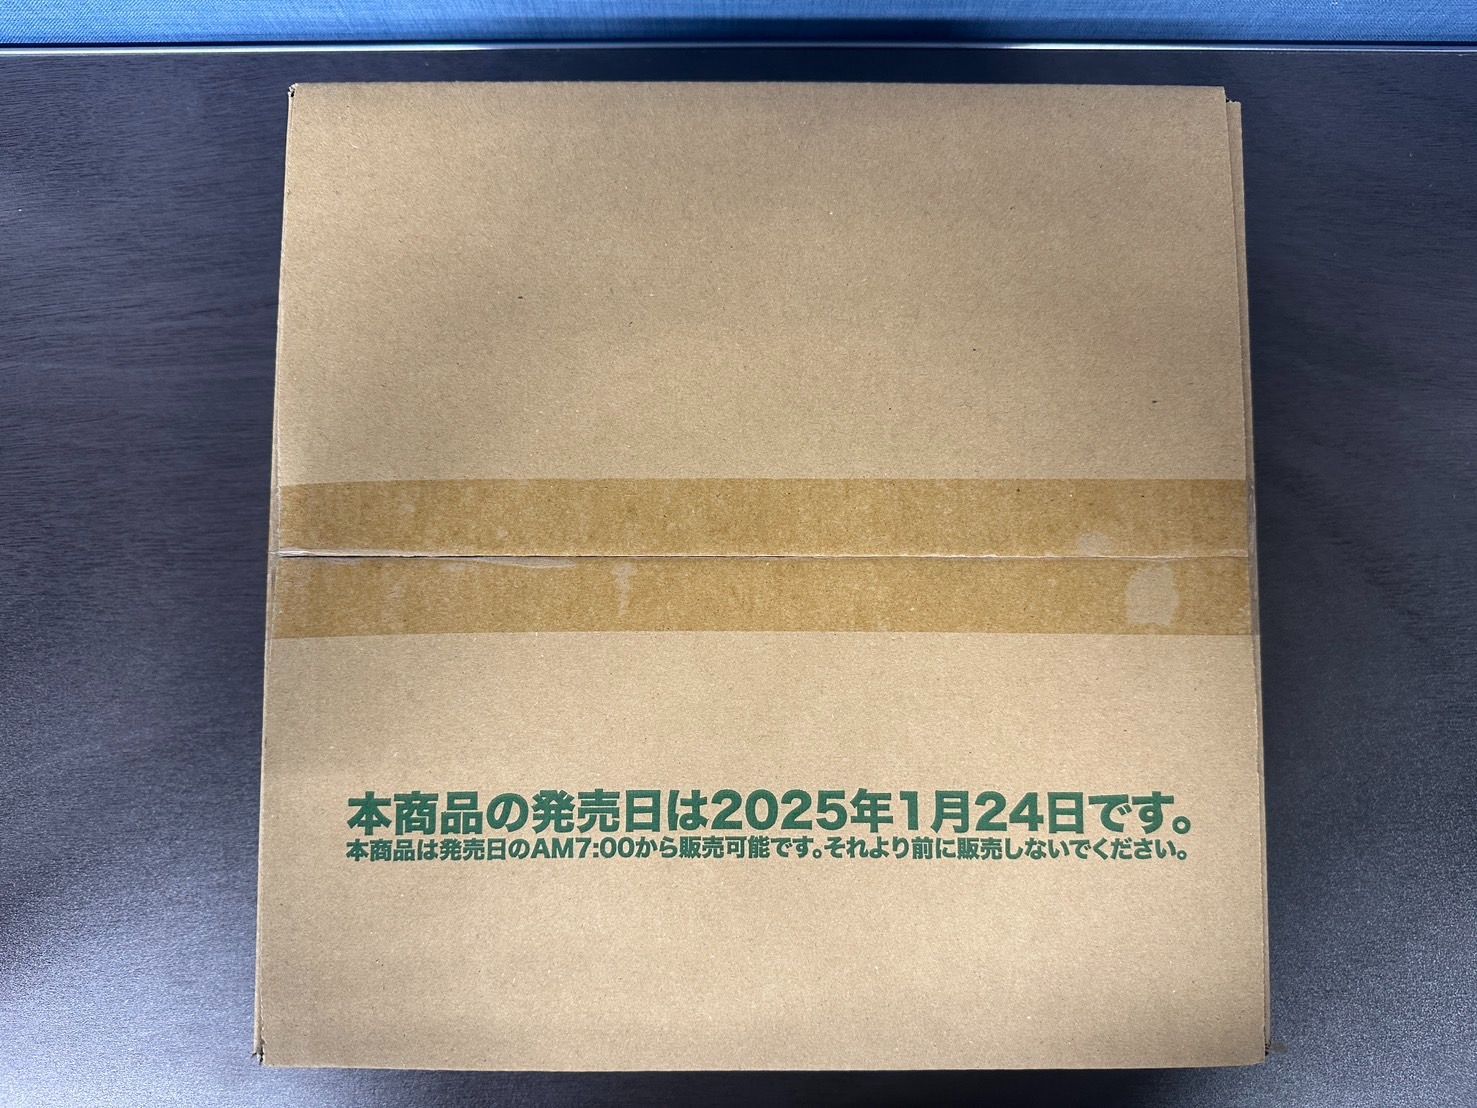 本商品の発売日は2025年1月24日です。
本商品は発売日のAM7:00から販売可能です。それより前に販売しないでください。